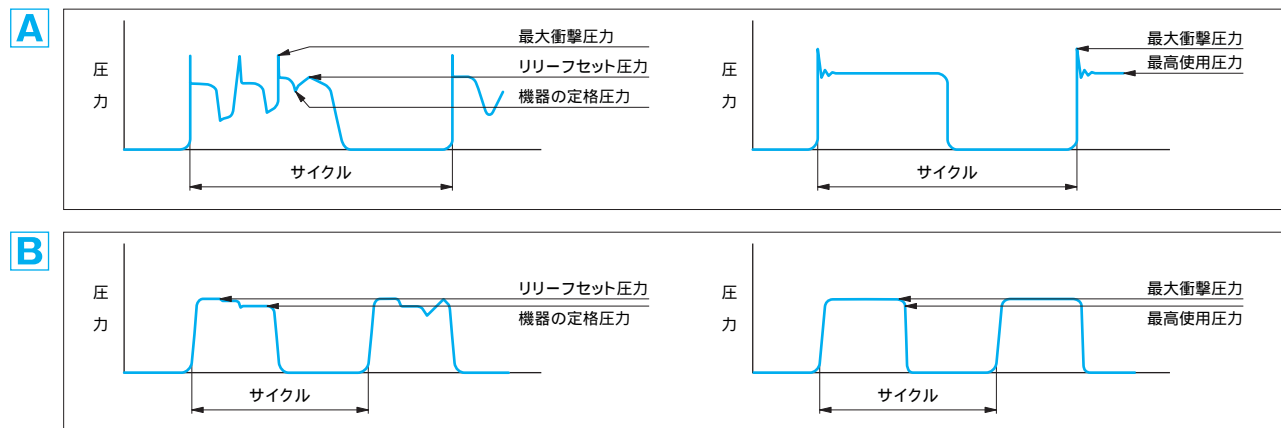 A
圧力
最大衝撃圧力
リリーフセット圧力
機器の定格圧力
サイクル
圧力
最大衝撃圧力
最高使用圧力
サイクル
B
圧力
リリーフセット圧力
機器の定格圧力
サイクル
圧力
最大衝撃圧力
最高使用圧力
サイクル